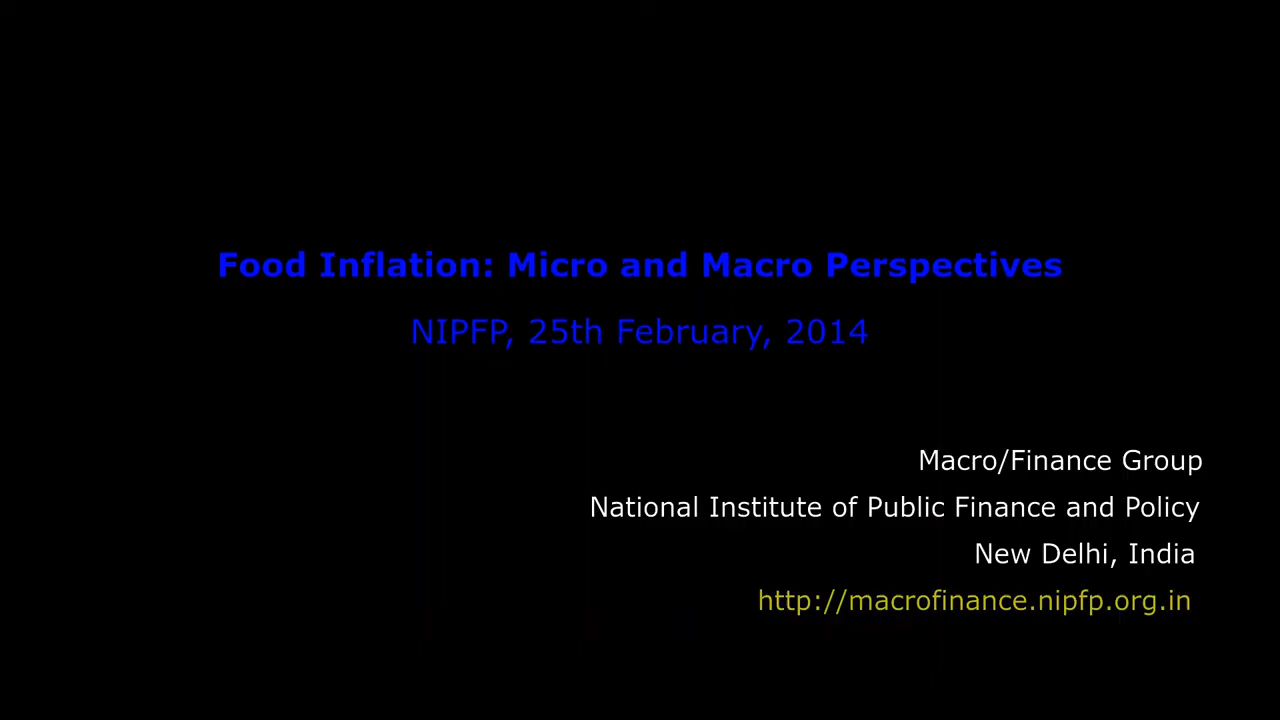 Food Inflation: Micro and Macro Perspectives
NIPFP, 25th February, 2014
Macro/Finance Group
National Institute of Public Finance and Policy
New Delhi, India
http://macrofinance.nipfp.org.in